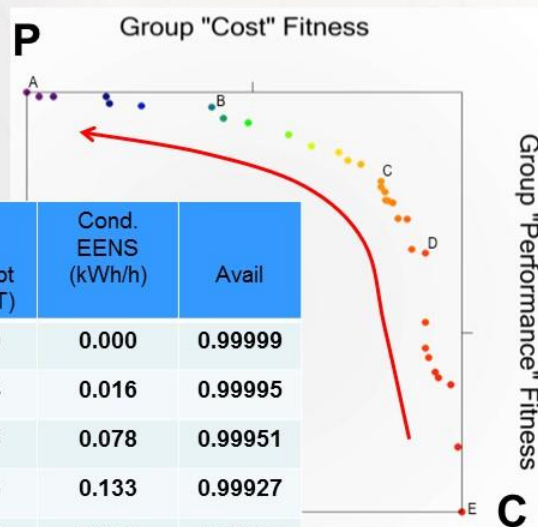 P
Group "Cost" Fitness
A
B
C
D
E
C
Group "Performance" Fitness
Cond.
EENS
(kWh/h)
Avail
0.000 0.99999
0.016 0.99995
0.078 0.99951
0.133 0.99927